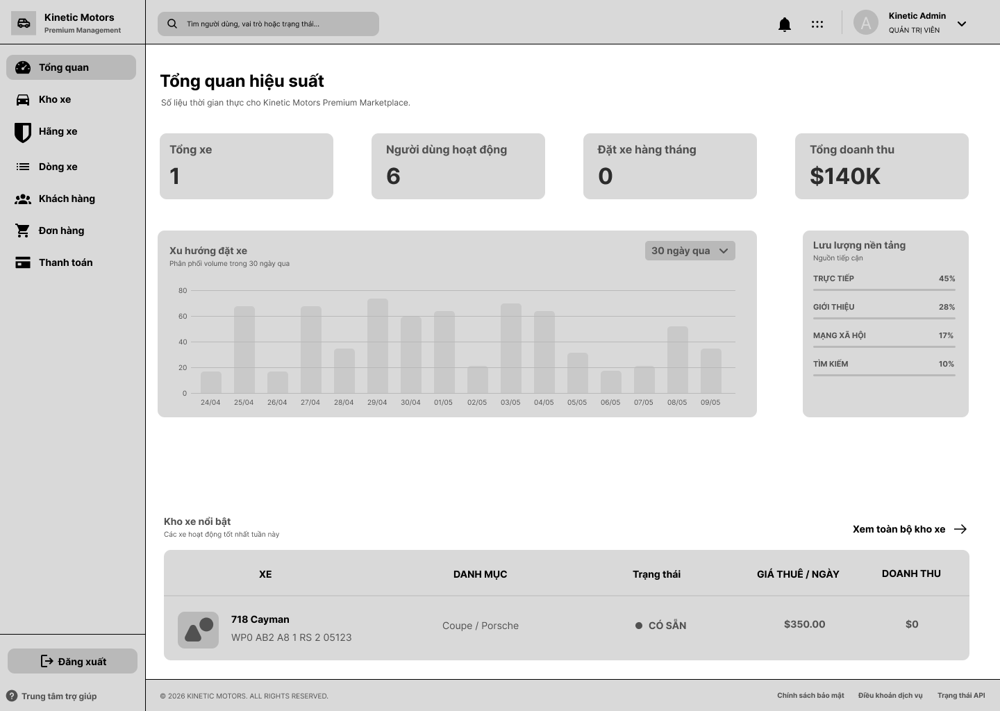 Kinetic Motors
Premium Management
Tìm người dùng, vai trò hoặc trạng thái...
A
Kinetic Admin
QUẢN TRỊ VIÊN
Tổng quan
Kho xe
Hãng xe
Dòng xe
Khách hàng
Đơn hàng
Thanh toán
Đăng xuất
? Trung tâm trợ giúp
Tổng quan hiệu suất
Số liệu thời gian thực cho Kinetic Motors Premium Marketplace.
Tổng xe
1
Người dùng hoạt động
6
Đặt xe hàng tháng
0
Tổng doanh thu
$140K
Xu hướng đặt xe
Phân phối volume trong 30 ngày qua
30 ngày qua
80
60
40
20
0
24/04 25/04 26/04 27/04 28/04 29/04 30/04 01/05 02/05 03/05 04/05 05/05 06/05 07/05 08/05 09/05
Lưu lượng nền tảng
Nguồn tiếp cận
TRỰC TIẾP 45%
GIỚI THIỆU 28%
MẠNG XÃ HỘI 17%
TÌM KIẾM 10%
Kho xe nổi bật
Các xe hoạt động tốt nhất tuần này
Xem toàn bộ kho xe
XE DANH MỤC Trạng thái GIÁ THUÊ / NGÀY DOANH THU
718 Cayman
WP0 AB2 A8 1 RS 2 05123
Coupe / Porsche
CÓ SẴN
$350.00
$0
© 2026 KINETIC MOTORS. ALL RIGHTS RESERVED.
Chính sách bảo mật Điều khoản dịch vụ Trạng thái API